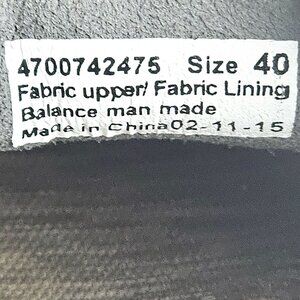 4700742475 Size 40
Fabric upper/ Fabric Lining
Balance man made
Made in China02-11-15